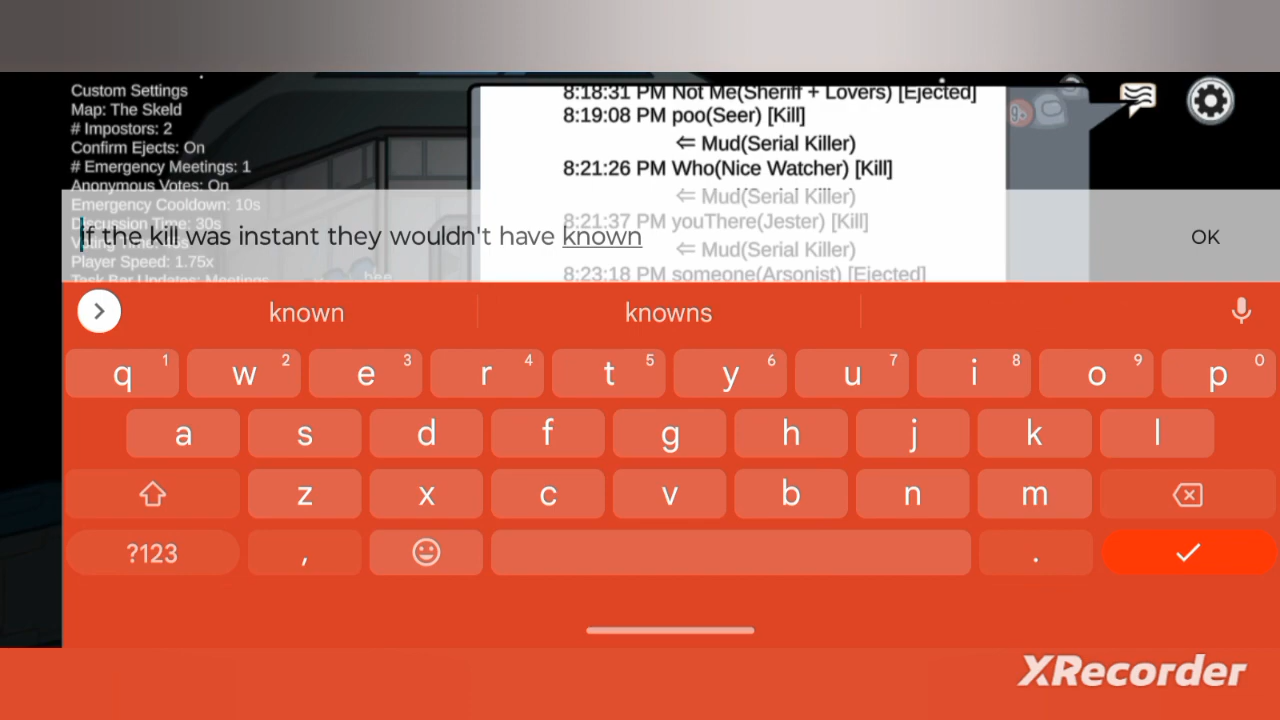 Custom Settings
Map: The Skeld
# Impostors: 2
Confirm Ejects: On
# Emergency Meetings: 1
Anonymous Votes: On
Emergency Cooldown: 10s
Discussion Time: 30s
Player Speed: 1.75x
Task Bar Updates: Meetings
8:18:31 PM Not Me(Sheriff + Lovers) [Ejected]
8:19:08 PM poo(Seer) [Kill]
⇐ Mud(Serial Killer)
8:21:26 PM Who(Nice Watcher) [Kill]
⇐ Mud(Serial Killer)
8:21:37 PM youThere(Jester) [Kill]
⇐ Mud(Serial Killer)
8:23:18 PM someone(Arsonist) [Ejected]
If the kill was instant they wouldn't have known
OK
known knowns
q 1 w 2 e 3 r 4 t 5 y 6 u 7 i 8 o 9 p 0
a s d f g h j k l
z x c v b n m
?123 , .
XRecorder